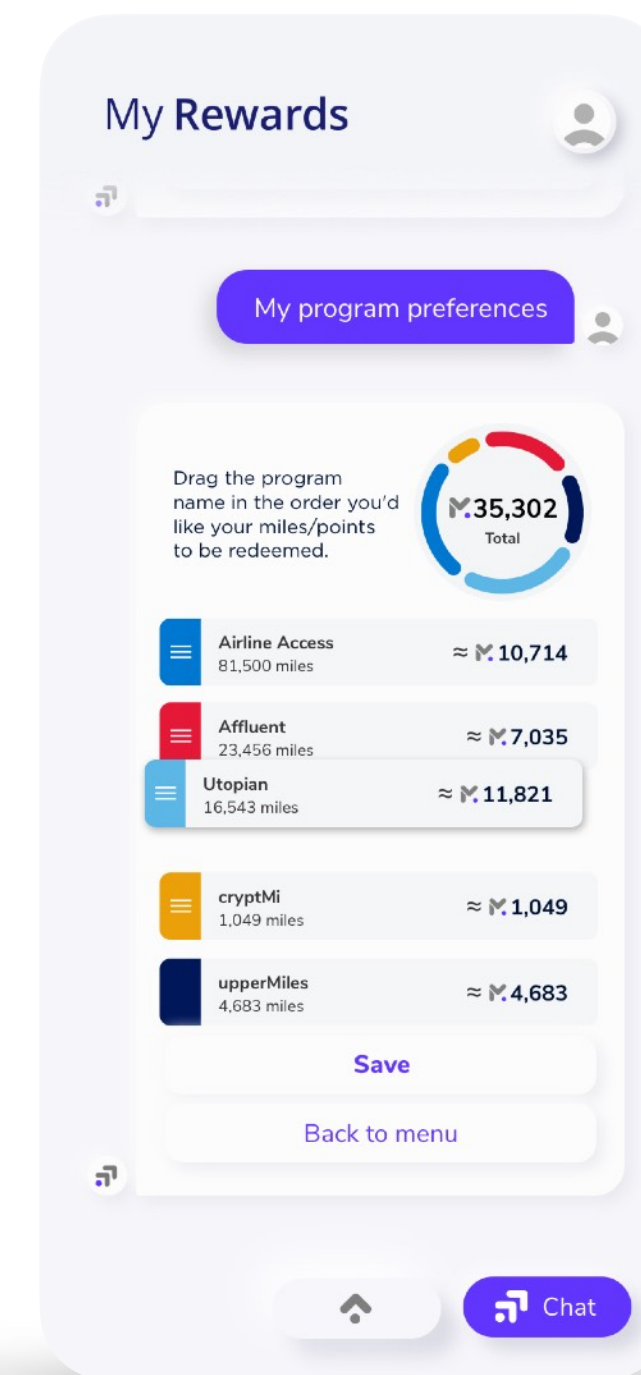 My Rewards
My program preferences
Drag the program
name in the order you'd
like your miles/points
to be redeemed.
M.35,302
Total
Airline Access
81,500 miles
≈ M. 10,714
Affluent
23,456 miles
≈ M. 7,035
Utopian
16,543 miles
≈ M. 11,821
cryptMi
1,049 miles
≈ M. 1,049
upperMiles
4,683 miles
≈ M. 4,683
Save
Back to menu
Chat